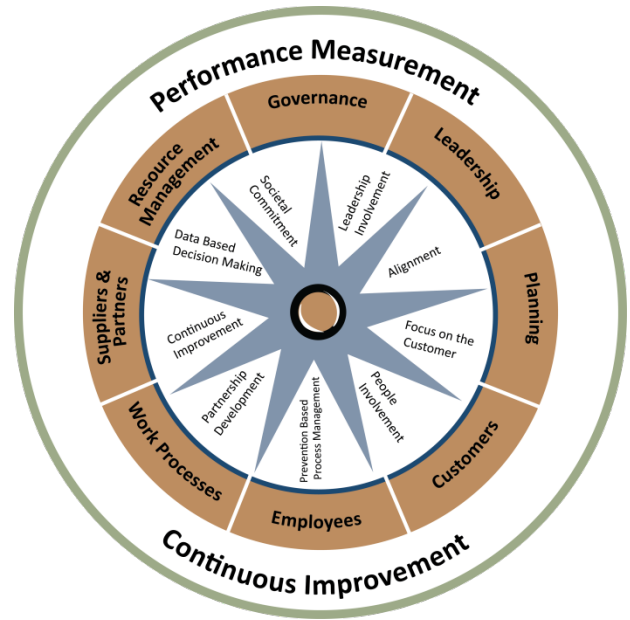 Performance Measurement
Governance
Leadership
Planning
Customers
Employees
Work Processes
Suppliers &
Partners
Resource
Management
Leadership
Involvement
Alignment
Focus on the
Customer
People
Involvement
Prevention Based
Process Management
Partnership
Development
Continuous
Improvement
Data Based
Decision Making
Societal
Commitment
Continuous Improvement